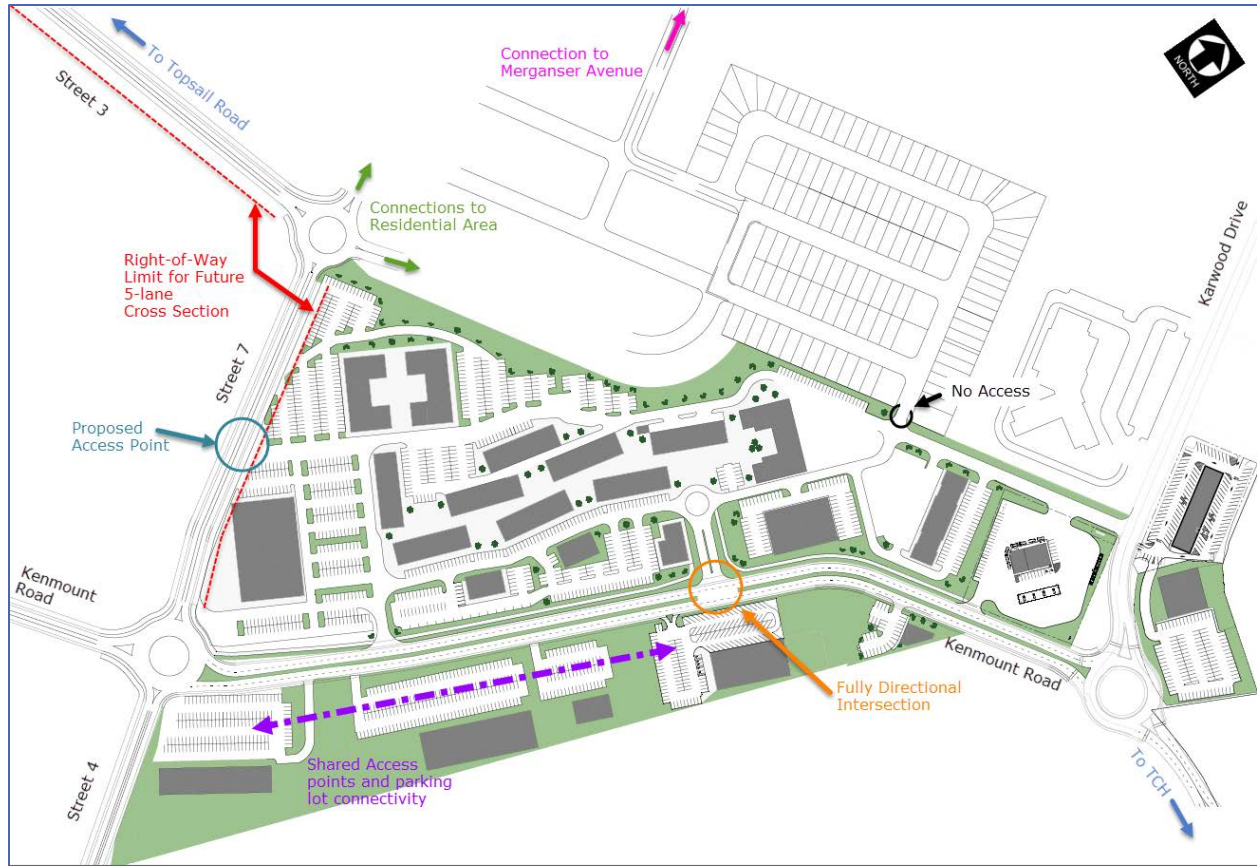 Connection to
Merganser Avenue
NORTH
To Topsail Road
Street 3
Connections to
Residential Area
Karwood Drive
Right-of-Way
Limit for Future
5-lane
Cross Section
Street 7
No Access
Proposed
Access Point
Kenmount
Road
Kenmount Road
Fully Directional
Intersection
Shared Access
points and parking
lot connectivity
Street 4
To TCH